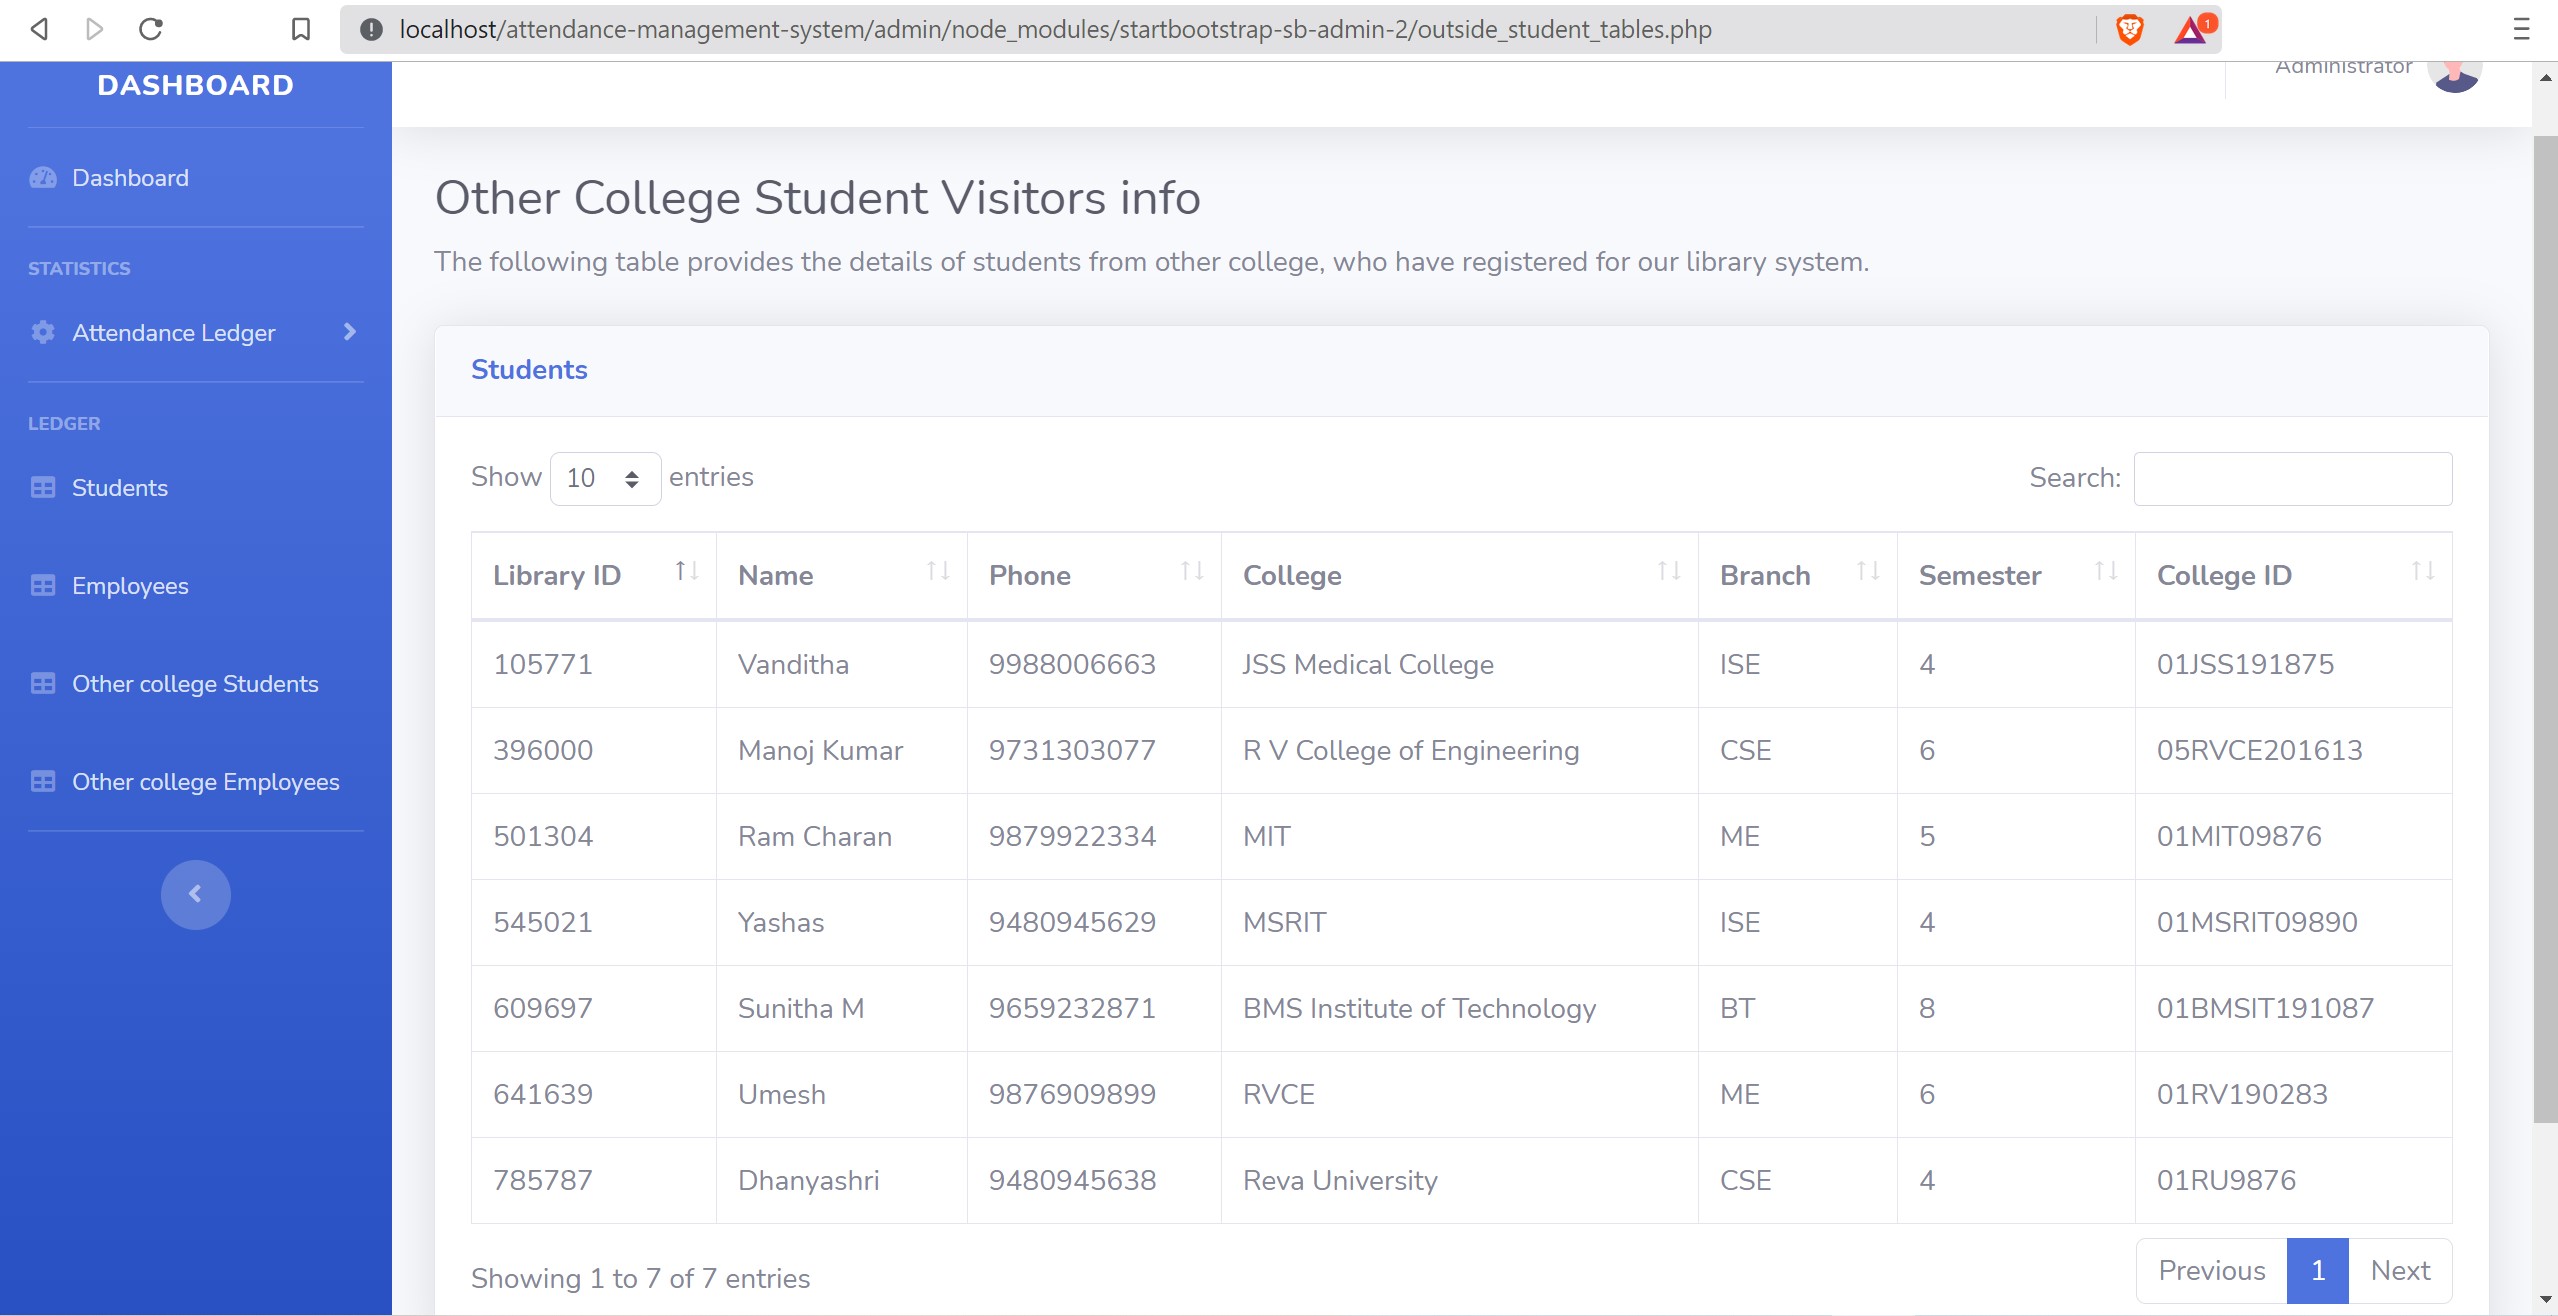 localhost/attendance-management-system/admin/node_modules/startbootstrap-sb-admin-2/outside_student_tables.php
1
DASHBOARD
Administrator
Dashboard
STATISTICS
Attendance Ledger
LEDGER
Students
Employees
Other college Students
Other college Employees
Other College Student Visitors info
The following table provides the details of students from other college, who have registered for our library system.
Students
Show 10 entries Search:
Library ID Name Phone College Branch Semester College ID
105771 Vanditha 9988006663 JSS Medical College ISE 4 01JSS191875
396000 Manoj Kumar 9731303077 R V College of Engineering CSE 6 05RVCE201613
501304 Ram Charan 9879922334 MIT ME 5 01MIT09876
545021 Yashas 9480945629 MSRIT ISE 4 01MSRIT09890
609697 Sunitha M 9659232871 BMS Institute of Technology BT 8 01BMSIT191087
641639 Umesh 9876909899 RVCE ME 6 01RV190283
785787 Dhanyashri 9480945638 Reva University CSE 4 01RU9876
Showing 1 to 7 of 7 entries Previous 1 Next